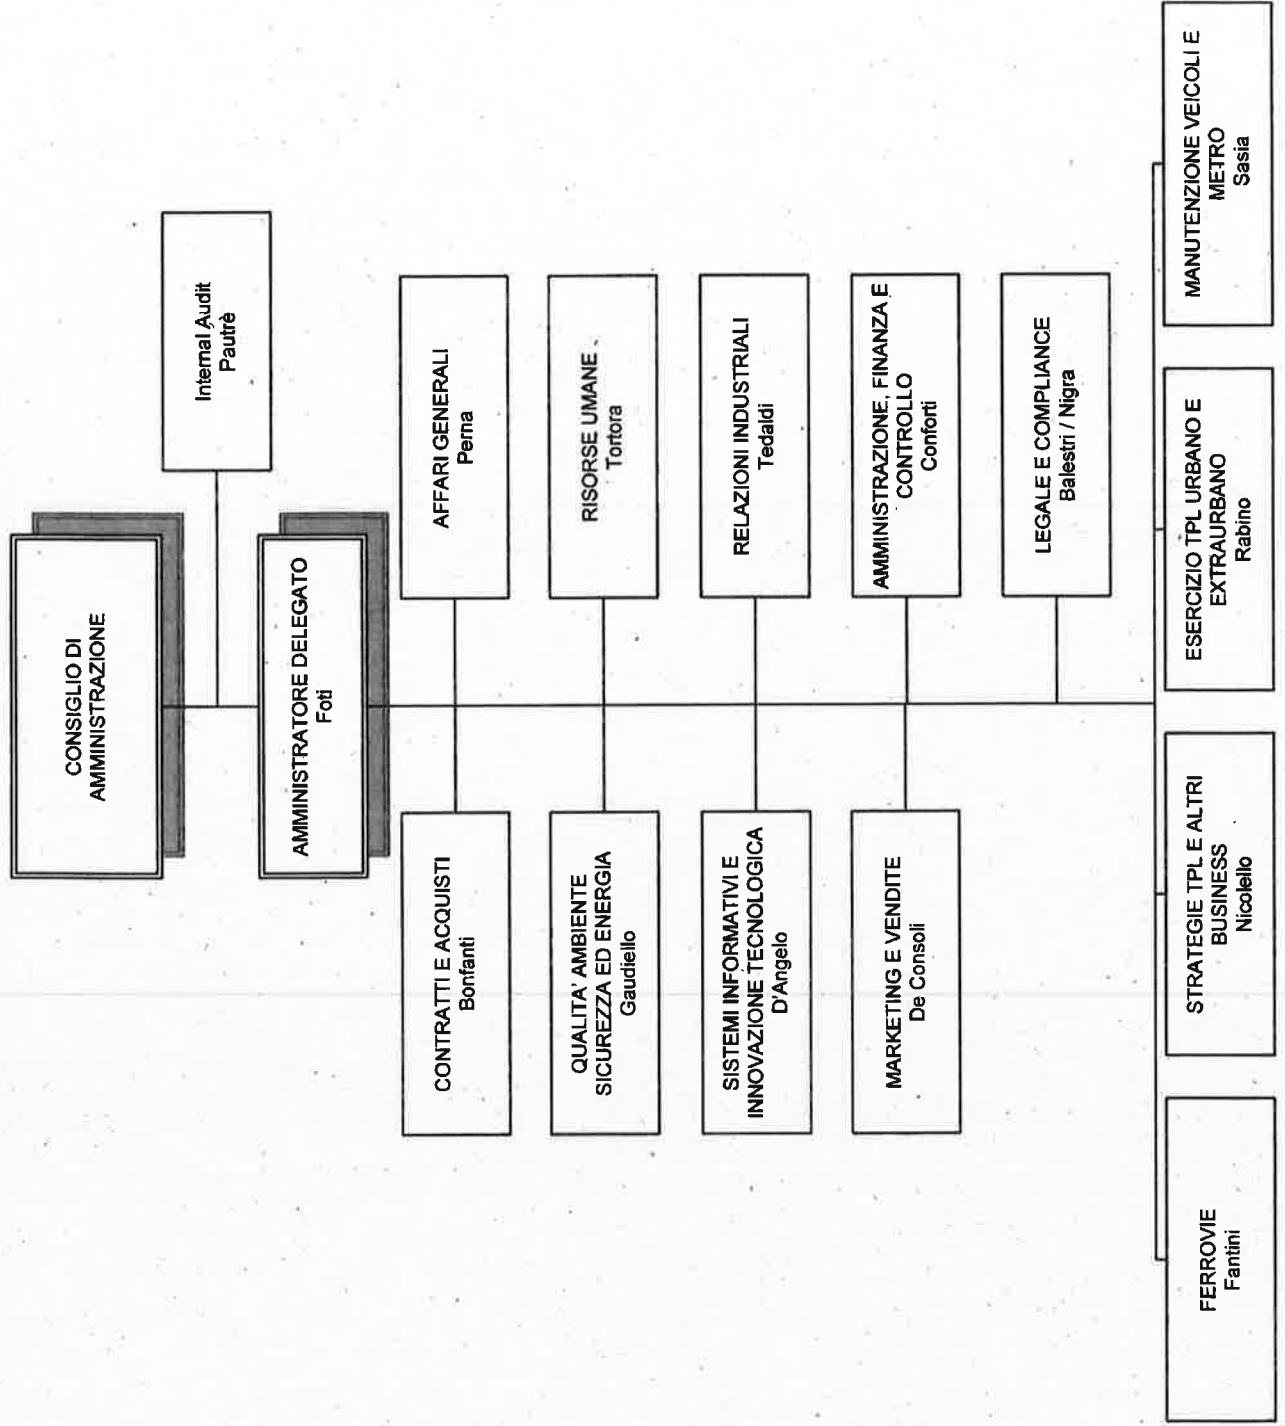 CONSIGLIO DI
AMMINISTRAZIONE
Internal Audit
Pautrè
AMMINISTRATORE DELEGATO
Foti
CONTRATTI E ACQUISTI
Bonfanti
AFFARI GENERALI
Perna
QUALITA' AMBIENTE
SICUREZZA ED ENERGIA
Gaudiello
RISORSE UMANE
Tortora
SISTEMI INFORMATIVI E
INNOVAZIONE TECNOLOGICA
D'Angelo
RELAZIONI INDUSTRIALI
Tedaldi
MARKETING E VENDITE
De Consoli
AMMINISTRAZIONE, FINANZA E
CONTROLLO
Conforti
LEGALE E COMPLIANCE
Balestri / Nigra
FERROVIE
Fantini
STRATEGIE TPL E ALTRI
BUSINESS
Nicolello
ESERCIZIO TPL URBANO E
EXTRAURBANO
Rabino
MANUTENZIONE VEICOLI E
METRO
Sasia